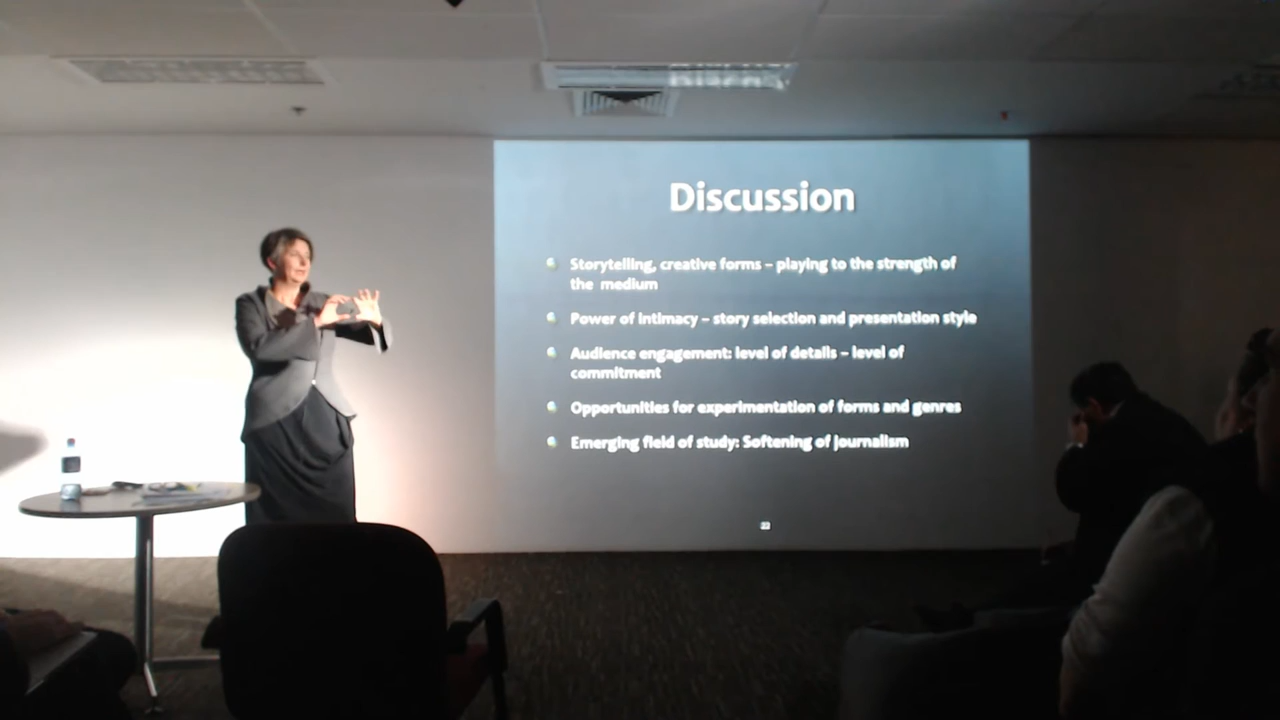 Discussion
Storytelling, creative forms – playing to the strength of
the medium
Power of intimacy – story selection and presentation style
Audience engagement: level of details – level of
commitment
Opportunities for experimentation of forms and genres
Emerging field of study: Softening of journalism